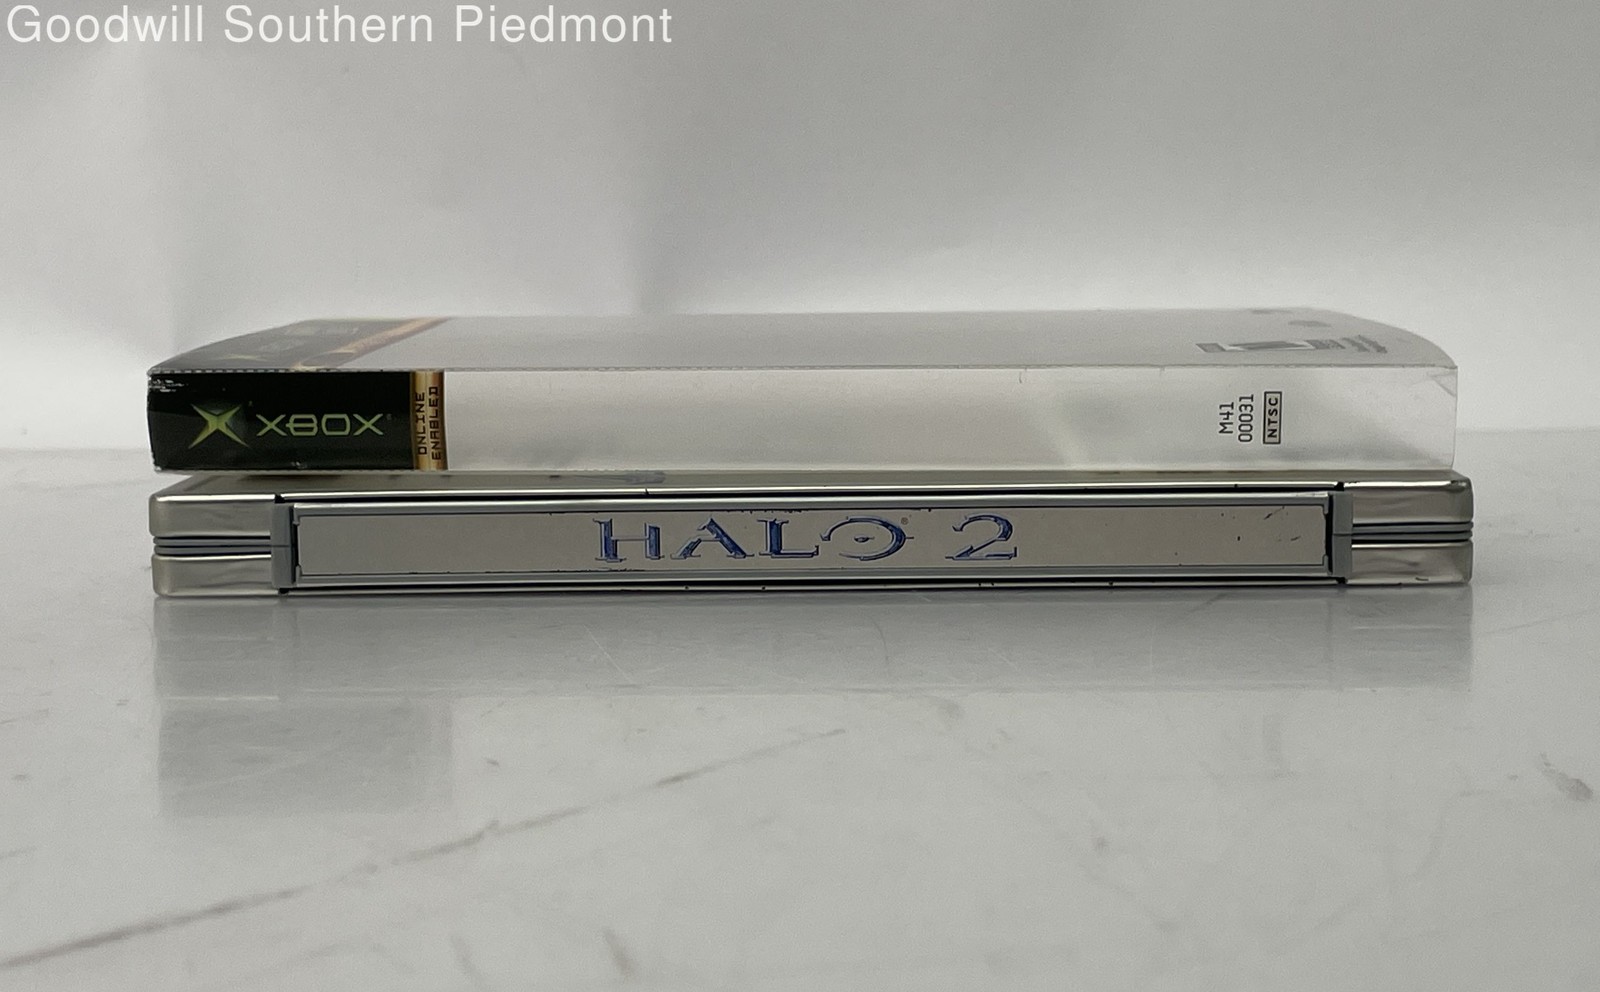 Goodwill Southern Piedmont
XBOX
ONLINE
ENABLED
M41
00031
NTSC
HALO® 2